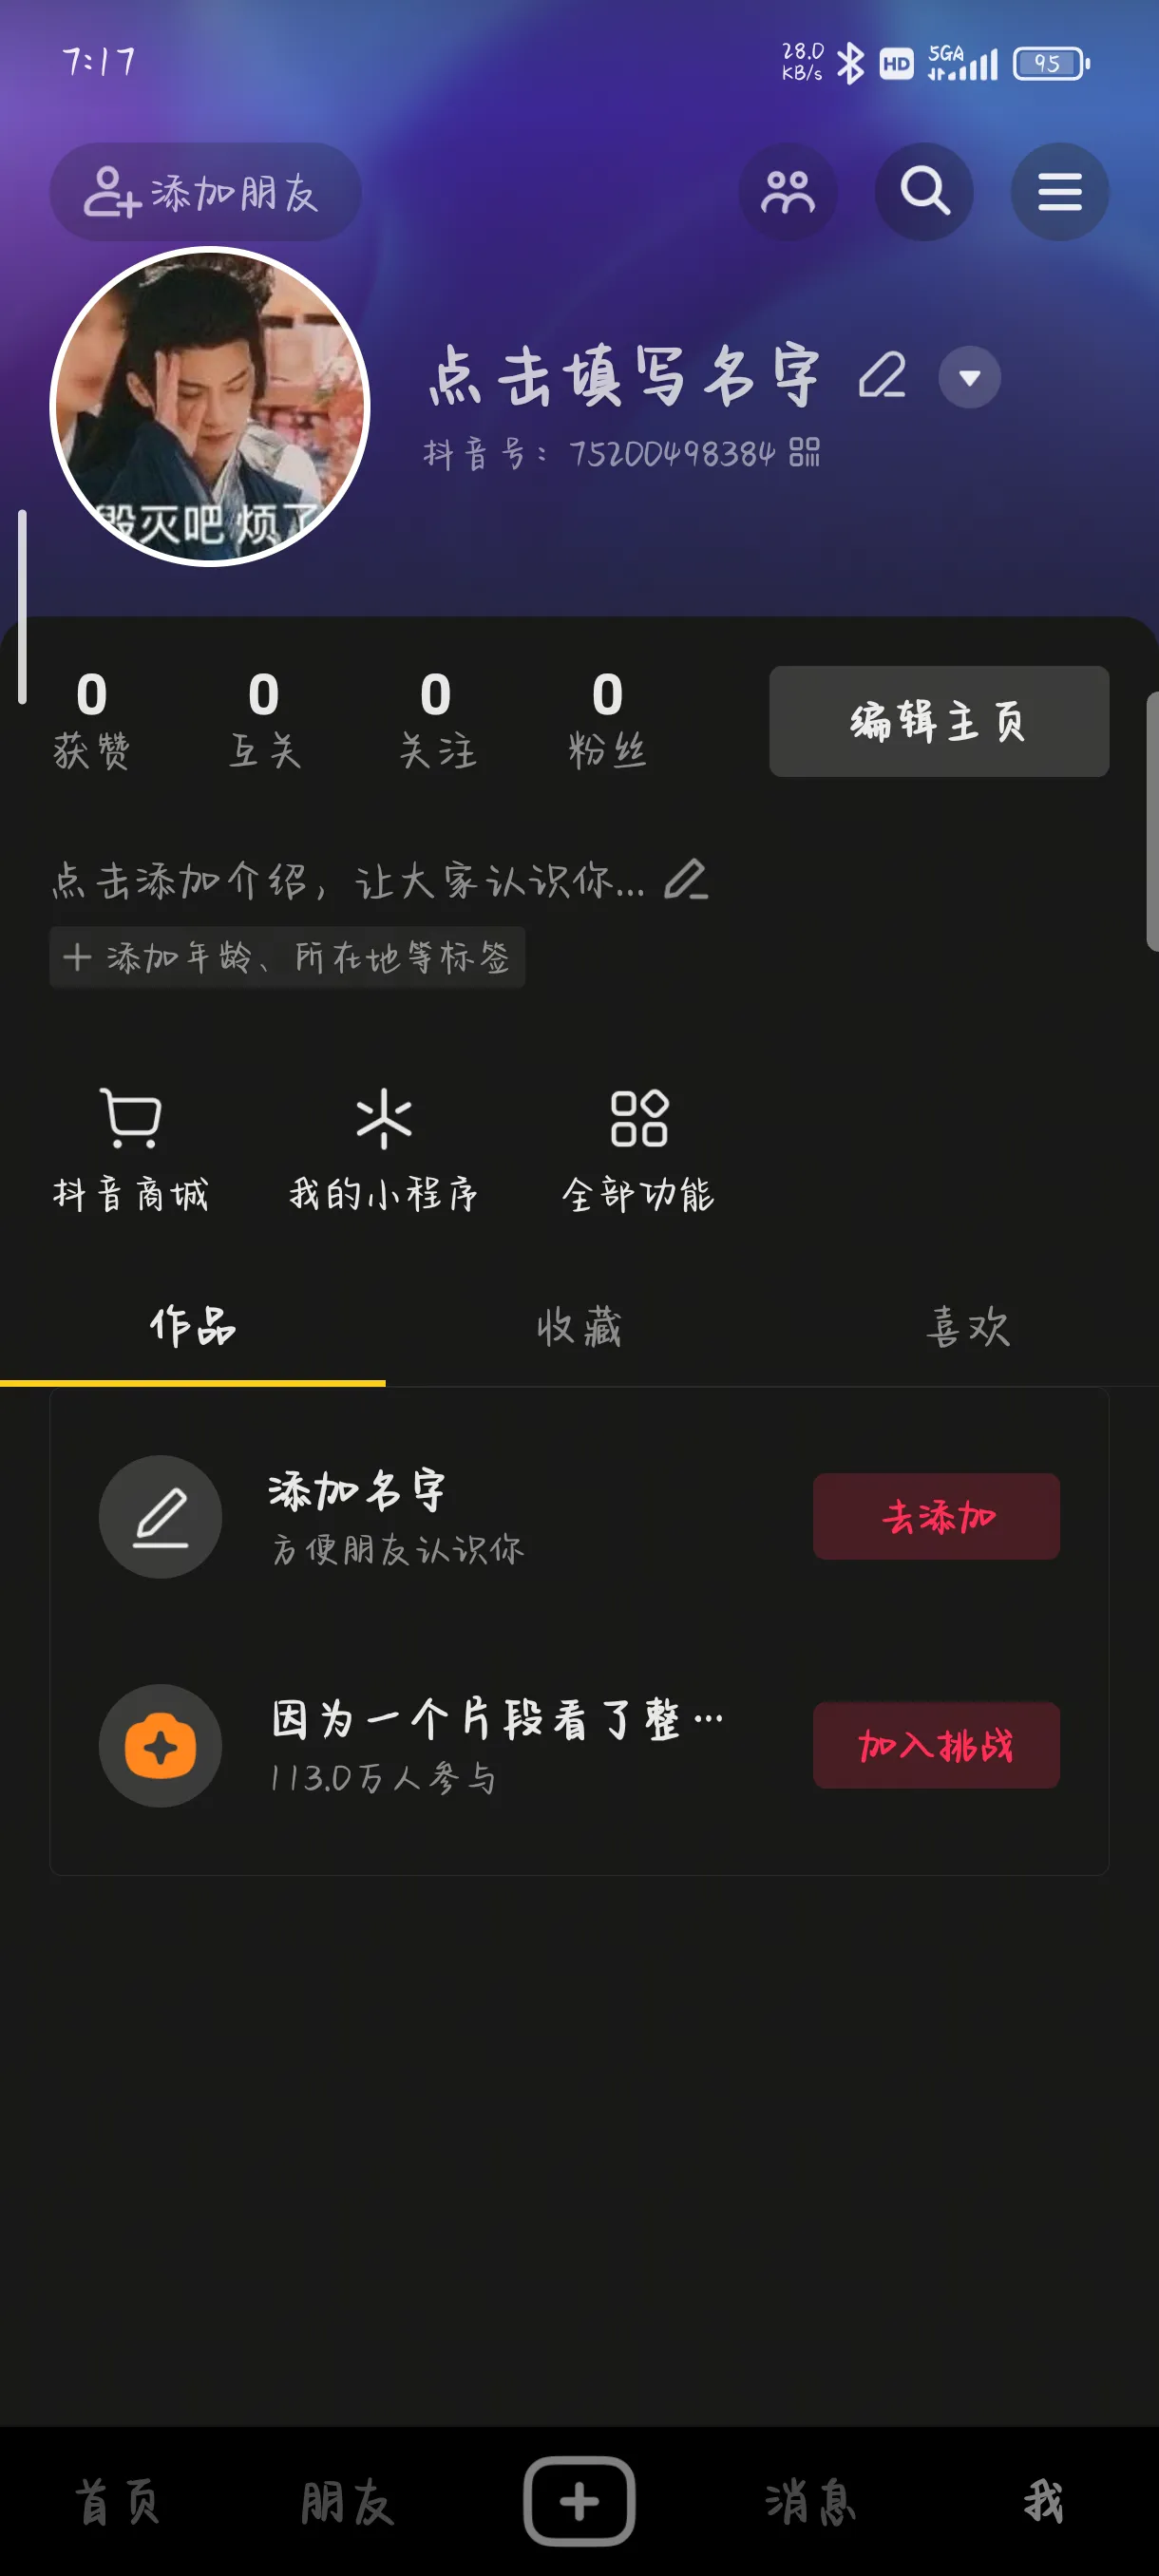 7:17
28.0
KB/s
HD
5GA
95
添加朋友
点击填写名字
抖音号：75200498384
毁灭吧 烦了
0
0
0
0
获赞
互关
关注
粉丝
编辑主页
点击添加介绍，让大家认识你...
添加年龄、所在地等标签
抖音商城
我的小程序
全部功能
作品
收藏
喜欢
添加名字
方便朋友认识你
去添加
因为一个片段看了整…
113.0万人参与
加入挑战
首页
朋友
消息
我